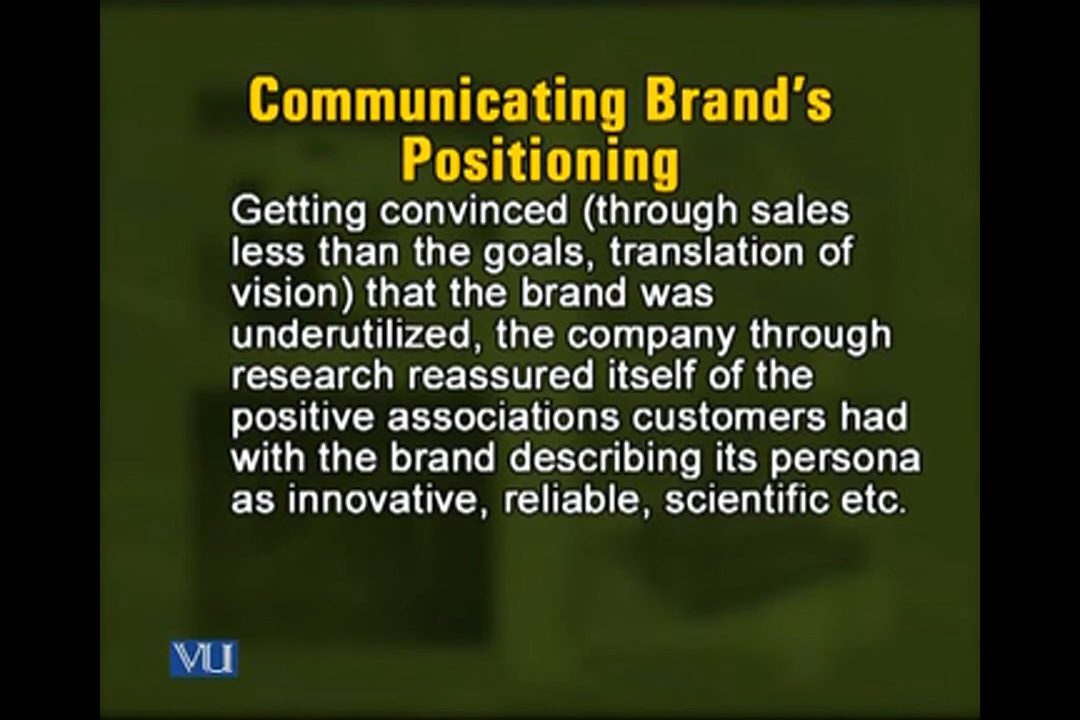 Communicating Brand's
Positioning
Getting convinced (through sales
less than the goals, translation of
vision) that the brand was
underutilized, the company through
research reassured itself of the
positive associations customers had
with the brand describing its persona
as innovative, reliable, scientific etc.
VU